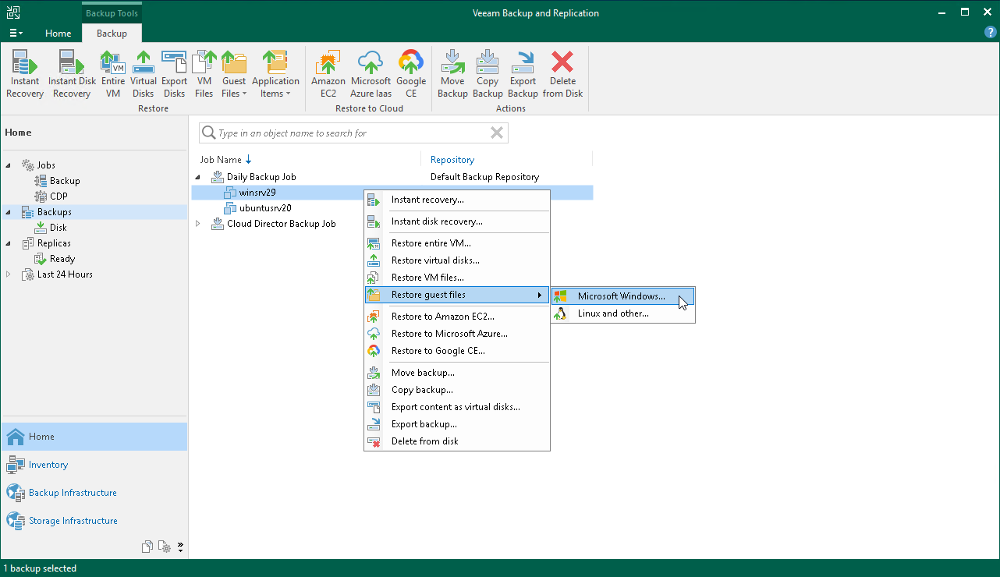 Backup Tools
Veeam Backup and Replication
Home
Backup
Instant Recovery
Instant Disk Recovery
Entire VM
Virtual Disks
Export Disks
VM Files
Guest Files
Application Items
Amazon EC2
Microsoft Azure Iaas
Google CE
Move Backup
Copy Backup
Export Backup
Delete from Disk
Restore
Restore to Cloud
Actions
Home
Jobs
Backup
CDP
Backups
Disk
Replicas
Ready
Last 24 Hours
Home
Inventory
Backup Infrastructure
Storage Infrastructure
Type in an object name to search for
Job Name
Repository
Daily Backup Job
Default Backup Repository
winsrv29
ubuntusrv20
Cloud Director Backup Job
Instant recovery...
Instant disk recovery...
Restore entire VM...
Restore virtual disks...
Restore VM files...
Restore guest files
Restore to Amazon EC2...
Restore to Microsoft Azure...
Restore to Google CE...
Move backup...
Copy backup...
Export content as virtual disks...
Export backup...
Delete from disk
Microsoft Windows...
Linux and other...
1 backup selected